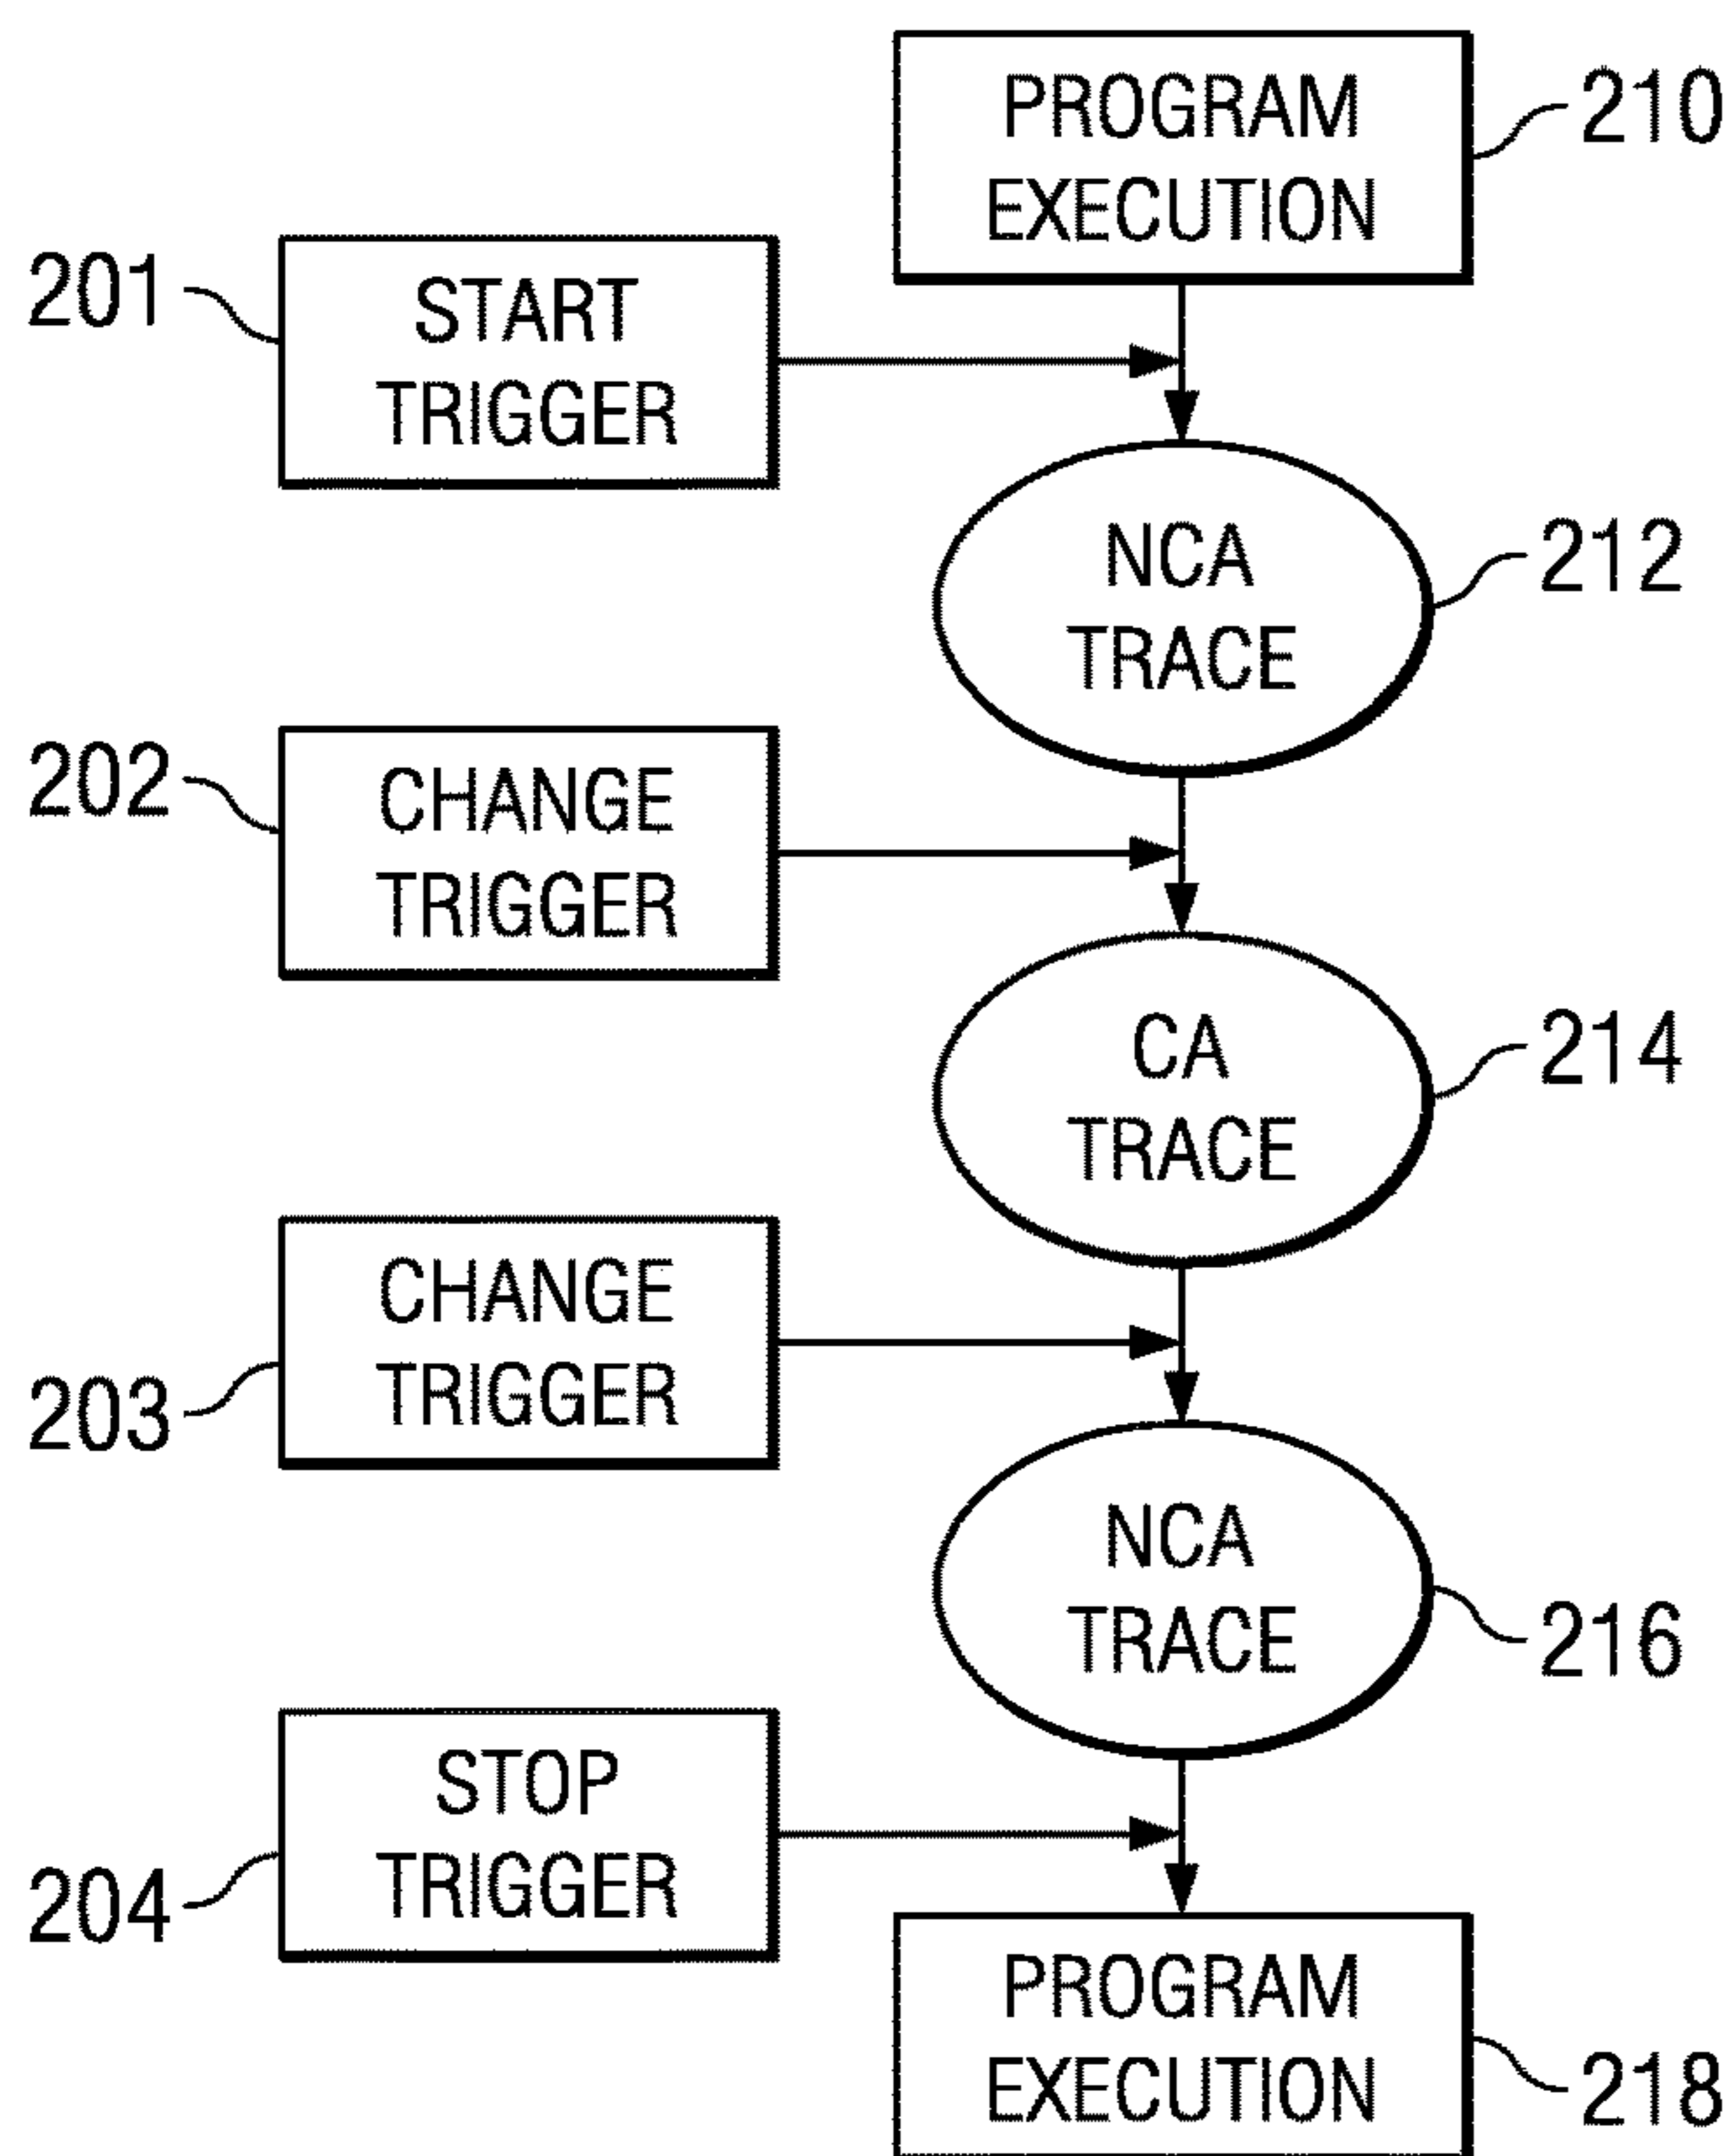 PROGRAM
EXECUTION
210
201
START
TRIGGER
NCA
TRACE
212
202
CHANGE
TRIGGER
CA
TRACE
214
203
CHANGE
TRIGGER
NCA
TRACE
216
204
STOP
TRIGGER
PROGRAM
EXECUTION
218